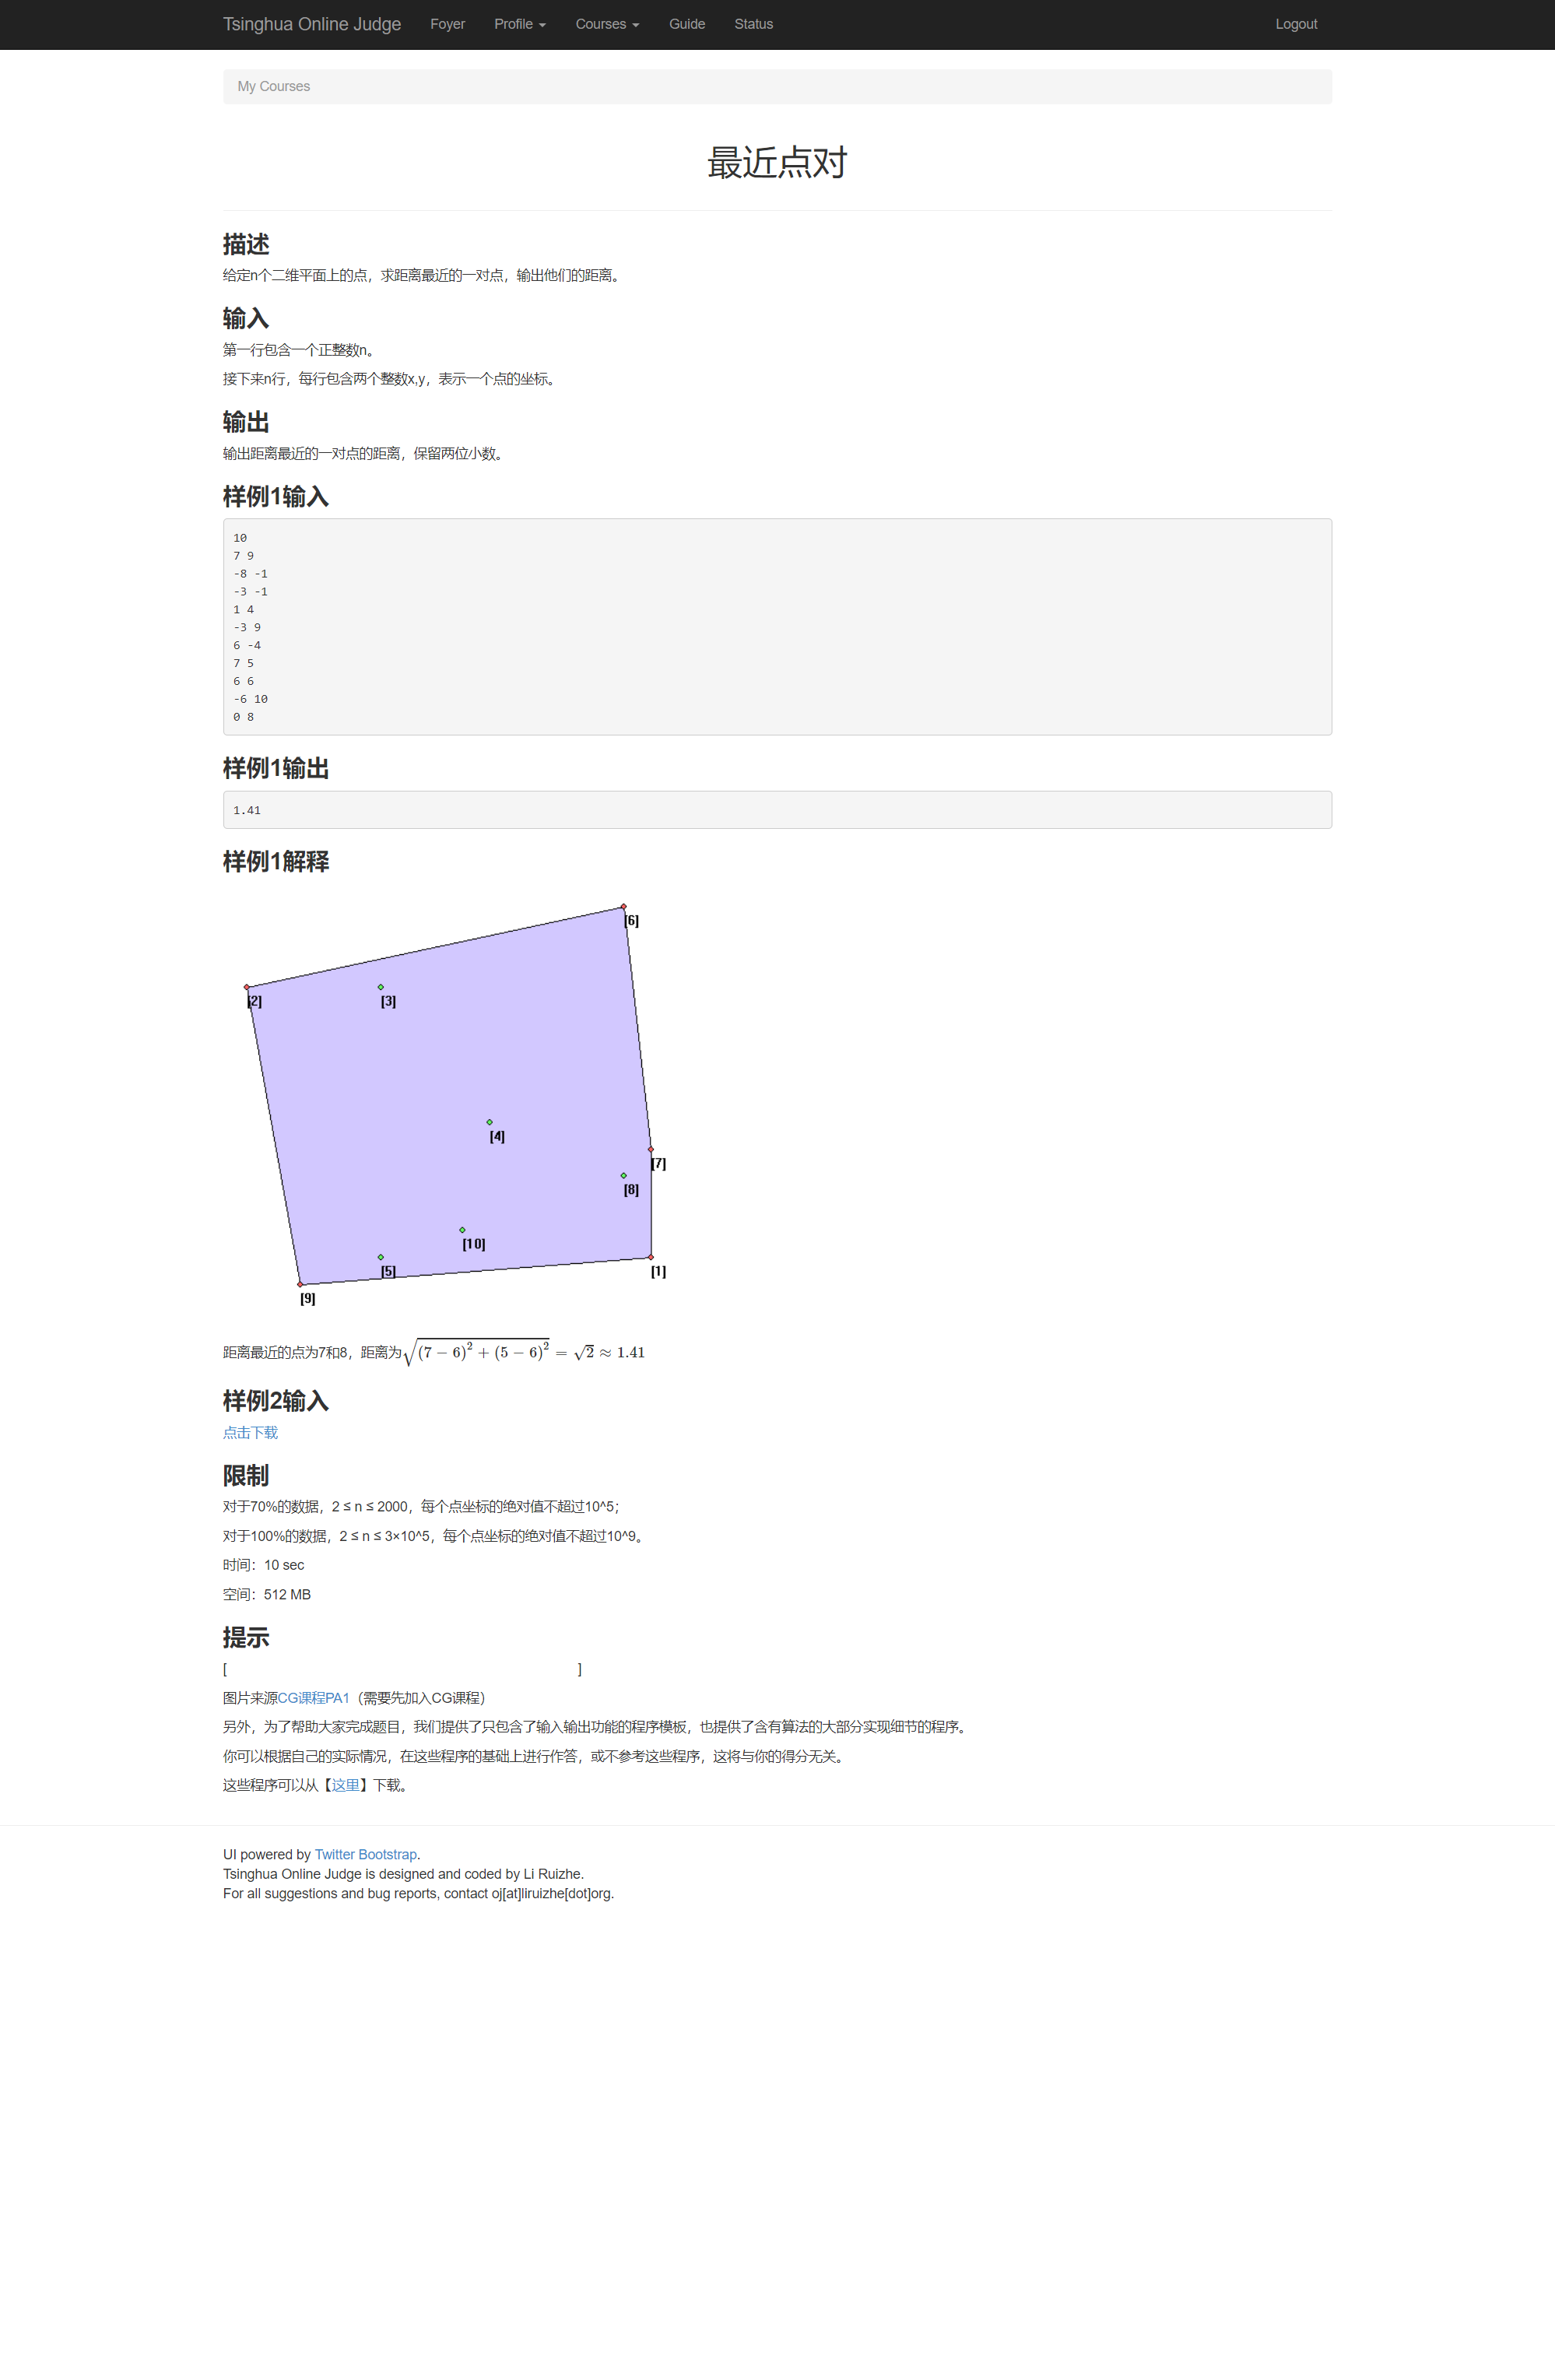 Tsinghua Online Judge Foyer Profile Courses Guide Status Logout
My Courses
最近点对
描述
给定n个二维平面上的点，求距离最近的一对点，输出他们的距离。
输入
第一行包含一个正整数n。
接下来n行，每行包含两个整数x,y，表示一个点的坐标。
输出
输出距离最近的一对点的距离，保留两位小数。
样例1输入
10
7 9
-8 -1
-3 -1
1 4
-3 9
6 -4
7 5
6 6
-6 10
0 8
样例1输出
1.41
样例1解释
[6]
[2] [3]
[4]
[7]
[8]
[10]
[5] [1]
[9]
距离最近的点为7和8，距离为√((7 − 6)² + (5 − 6)²) = √2 ≈ 1.41
样例2输入
点击下载
限制
对于70%的数据，2 ≤ n ≤ 2000，每个点坐标的绝对值不超过10^5；
对于100%的数据，2 ≤ n ≤ 3×10^5，每个点坐标的绝对值不超过10^9。
时间：10 sec
空间：512 MB
提示
[ ]
图片来源CG课程PA1（需要先加入CG课程）
另外，为了帮助大家完成题目，我们提供了只包含了输入输出功能的程序模板，也提供了含有算法的大部分实现细节的程序。
你可以根据自己的实际情况，在这些程序的基础上进行作答，或不参考这些程序，这将与你的得分无关。
这些程序可以从【这里】下载。
UI powered by Twitter Bootstrap.
Tsinghua Online Judge is designed and coded by Li Ruizhe.
For all suggestions and bug reports, contact oj[at]liruizhe[dot]org.